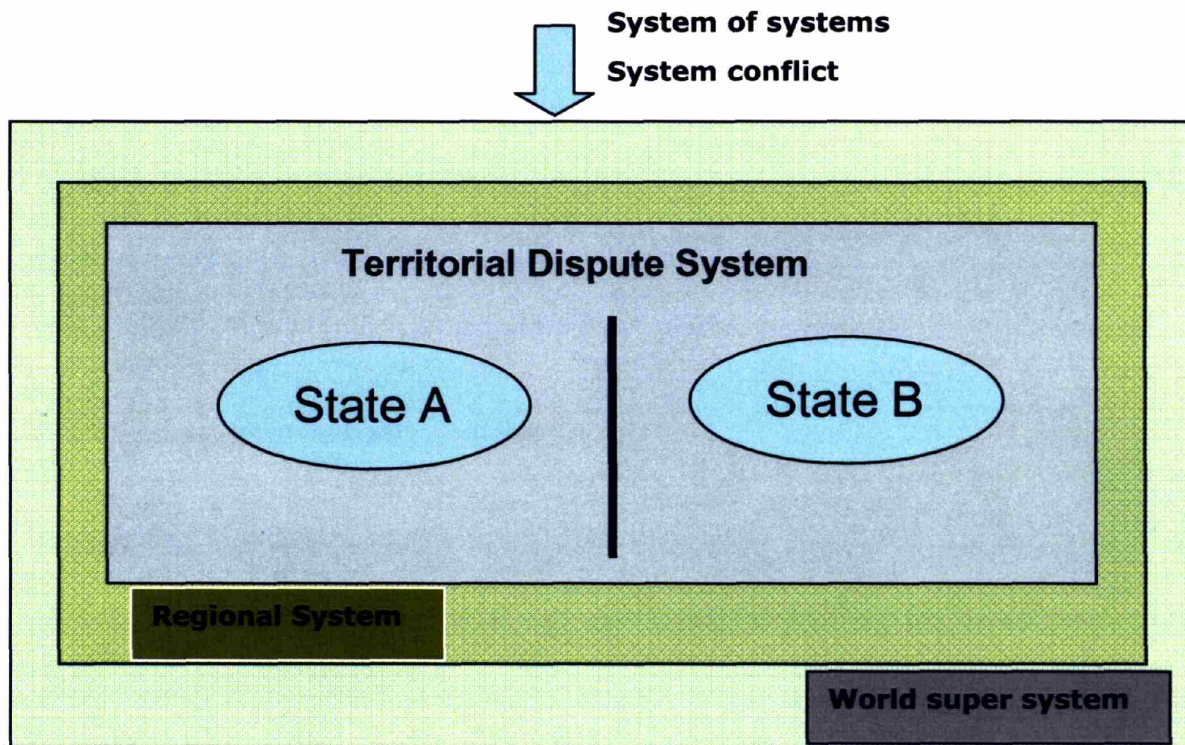 System of systems
System conflict
Territorial Dispute System
State A
State B
Regional System
World super system